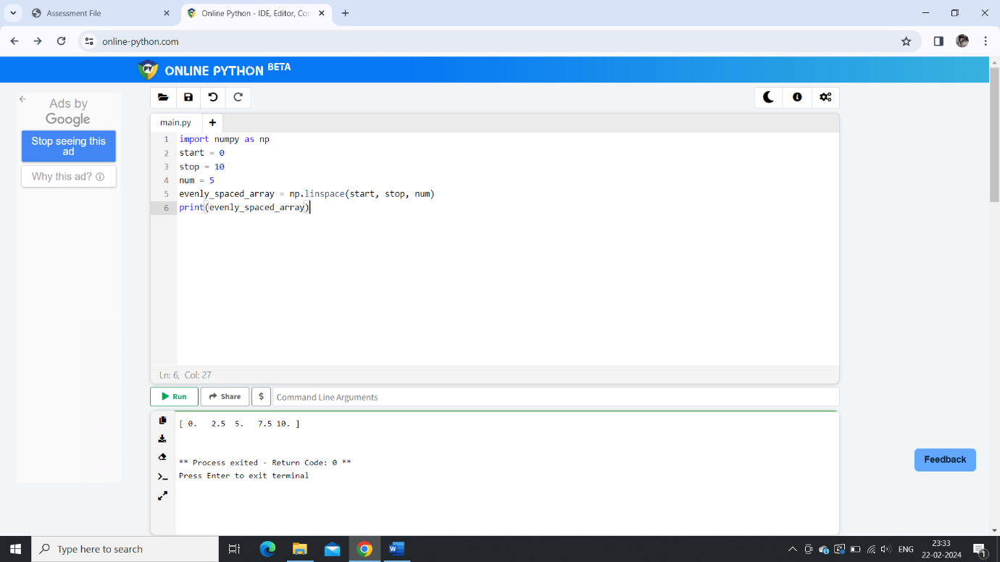 Assessment File
Online Python - IDE, Editor, Con
online-python.com
PY ONLINE PYTHON BETA
Ads by
Google
Stop seeing this
ad
Why this ad?
main.py
1 import numpy as np
2 start = 0
3 stop = 10
4 num = 5
5 evenly_spaced_array = np.linspace(start, stop, num)
6 print(evenly_spaced_array)
Ln: 6, Col: 27
Run Share $ Command Line Arguments
[ 0.   2.5  5.   7.5 10. ]
** Process exited - Return Code: 0 **
Press Enter to exit terminal
Feedback
Type here to search
ENG
23:33
22-02-2024
1